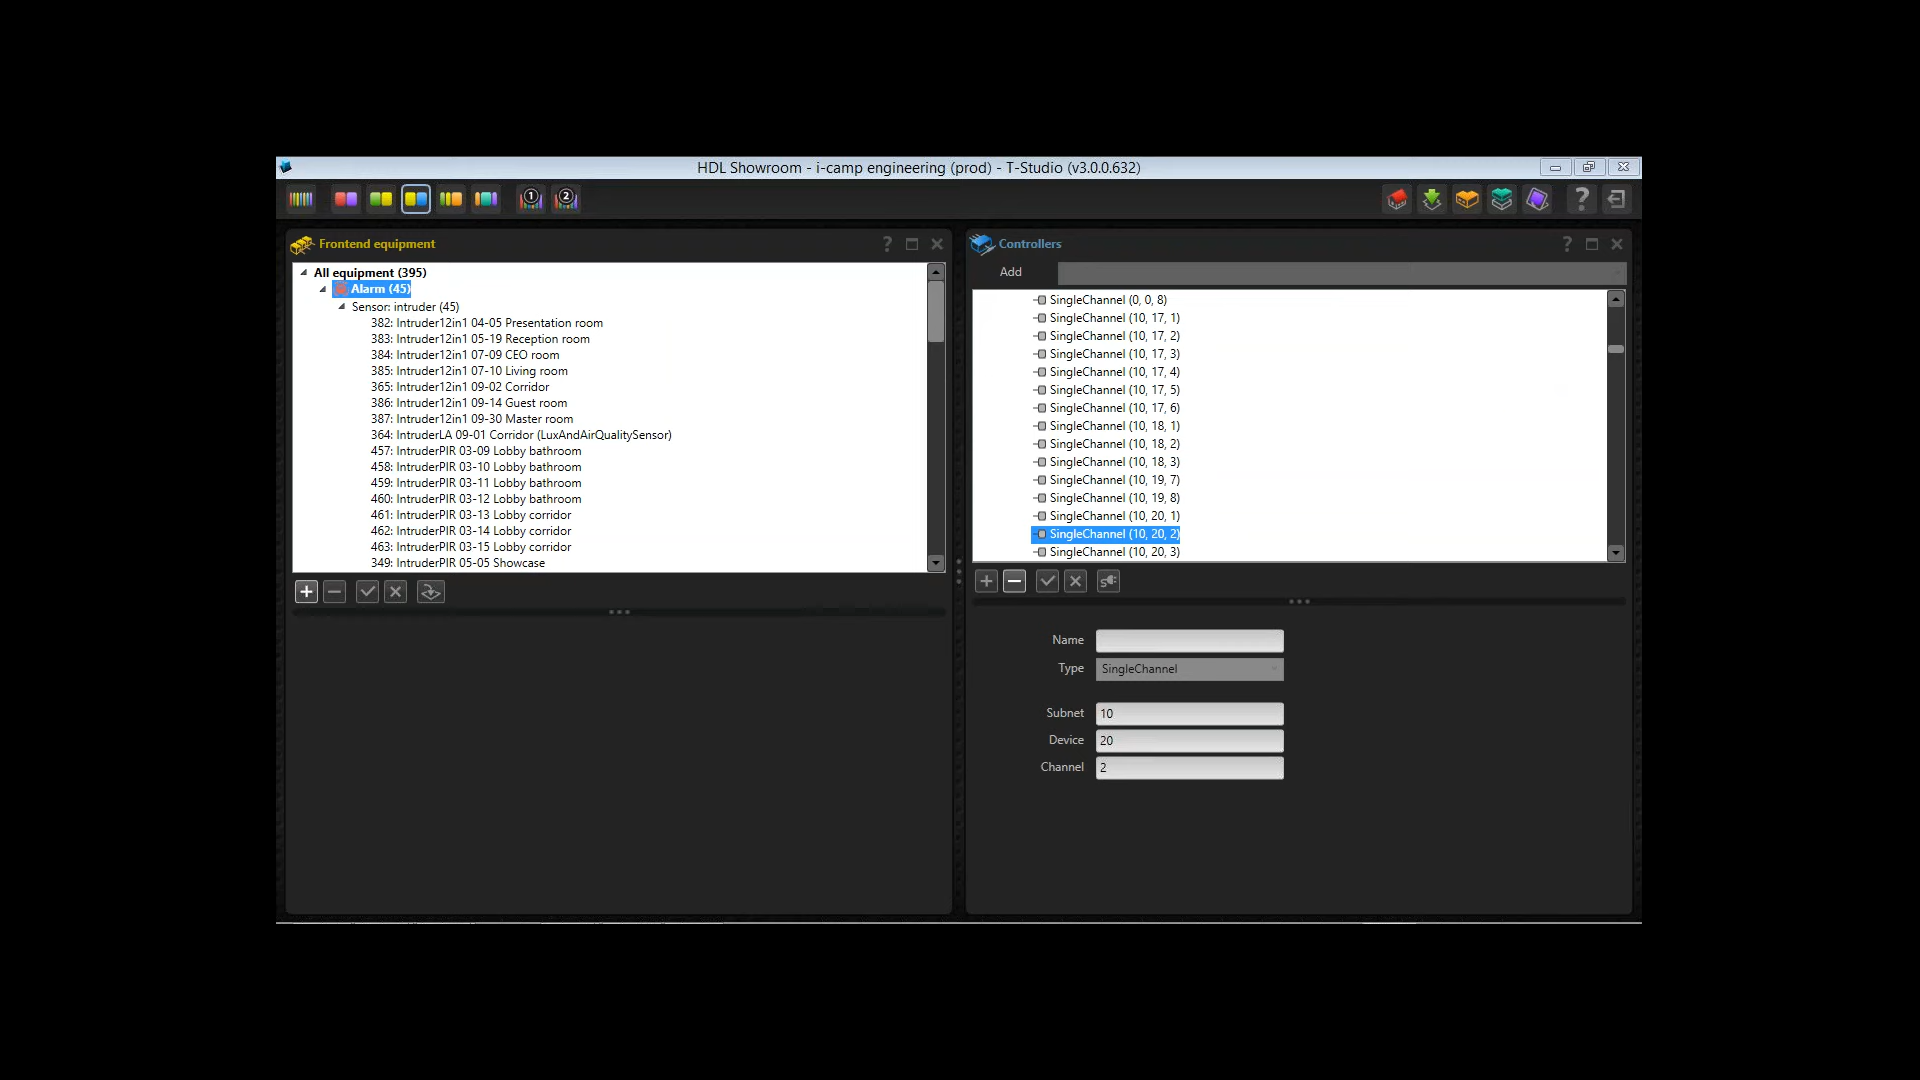 HDL Showroom - i-camp engineering (prod) - T-Studio (v3.0.0.632)
1
2
?
Frontend equipment
?
All equipment (395)
Alarm (45)
Sensor: intruder (45)
382: Intruder12in1 04-05 Presentation room
383: Intruder12in1 05-19 Reception room
384: Intruder12in1 07-09 CEO room
385: Intruder12in1 07-10 Living room
365: Intruder12in1 09-02 Corridor
386: Intruder12in1 09-14 Guest room
387: Intruder12in1 09-30 Master room
364: IntruderLA 09-01 Corridor (LuxAndAirQualitySensor)
457: IntruderPIR 03-09 Lobby bathroom
458: IntruderPIR 03-10 Lobby bathroom
459: IntruderPIR 03-11 Lobby bathroom
460: IntruderPIR 03-12 Lobby bathroom
461: IntruderPIR 03-13 Lobby corridor
462: IntruderPIR 03-14 Lobby corridor
463: IntruderPIR 03-15 Lobby corridor
349: IntruderPIR 05-05 Showcase
Controllers
?
Add
SingleChannel (0, 0, 8)
SingleChannel (10, 17, 1)
SingleChannel (10, 17, 2)
SingleChannel (10, 17, 3)
SingleChannel (10, 17, 4)
SingleChannel (10, 17, 5)
SingleChannel (10, 17, 6)
SingleChannel (10, 18, 1)
SingleChannel (10, 18, 2)
SingleChannel (10, 18, 3)
SingleChannel (10, 19, 7)
SingleChannel (10, 19, 8)
SingleChannel (10, 20, 1)
SingleChannel (10, 20, 2)
SingleChannel (10, 20, 3)
Name
Type SingleChannel
Subnet 10
Device 20
Channel 2